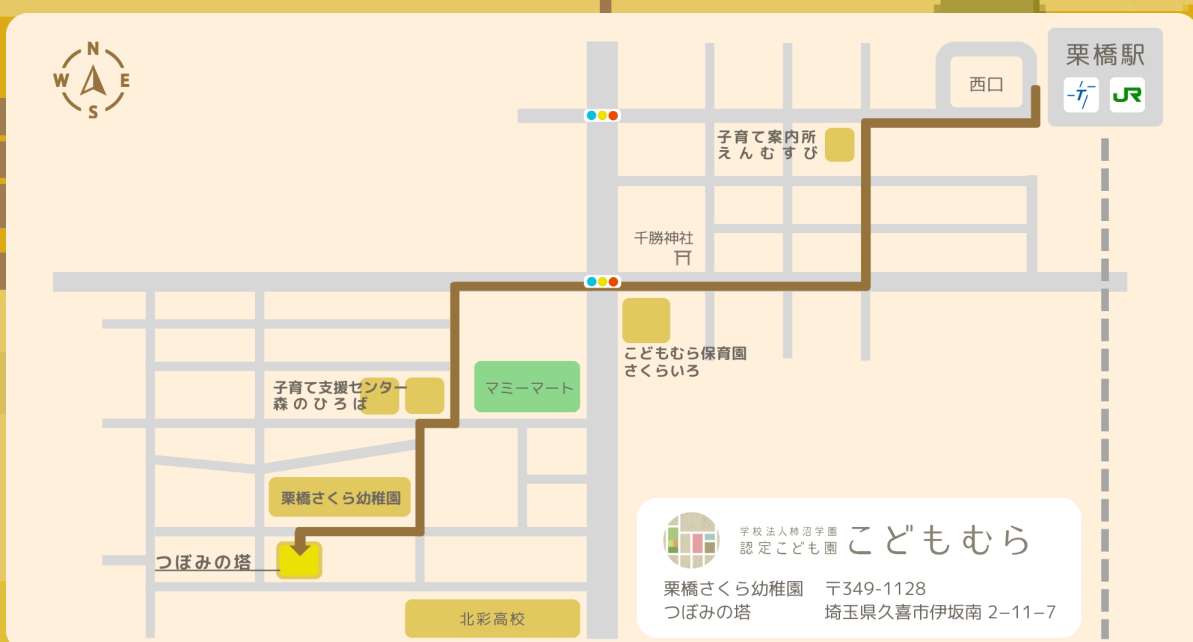 N
W E
S
栗橋駅
T JR
西口
子育て案内所
えんむすび
千勝神社
こどもむら保育園
さくらいろ
マミーマート
子育て支援センター
森のひろば
栗橋さくら幼稚園
つぼみの塔
北彩高校
学校法人柿沼学園
認定こども園 こどもむら
栗橋さくら幼稚園 〒349-1128
つぼみの塔 埼玉県久喜市伊坂南 2−11−7